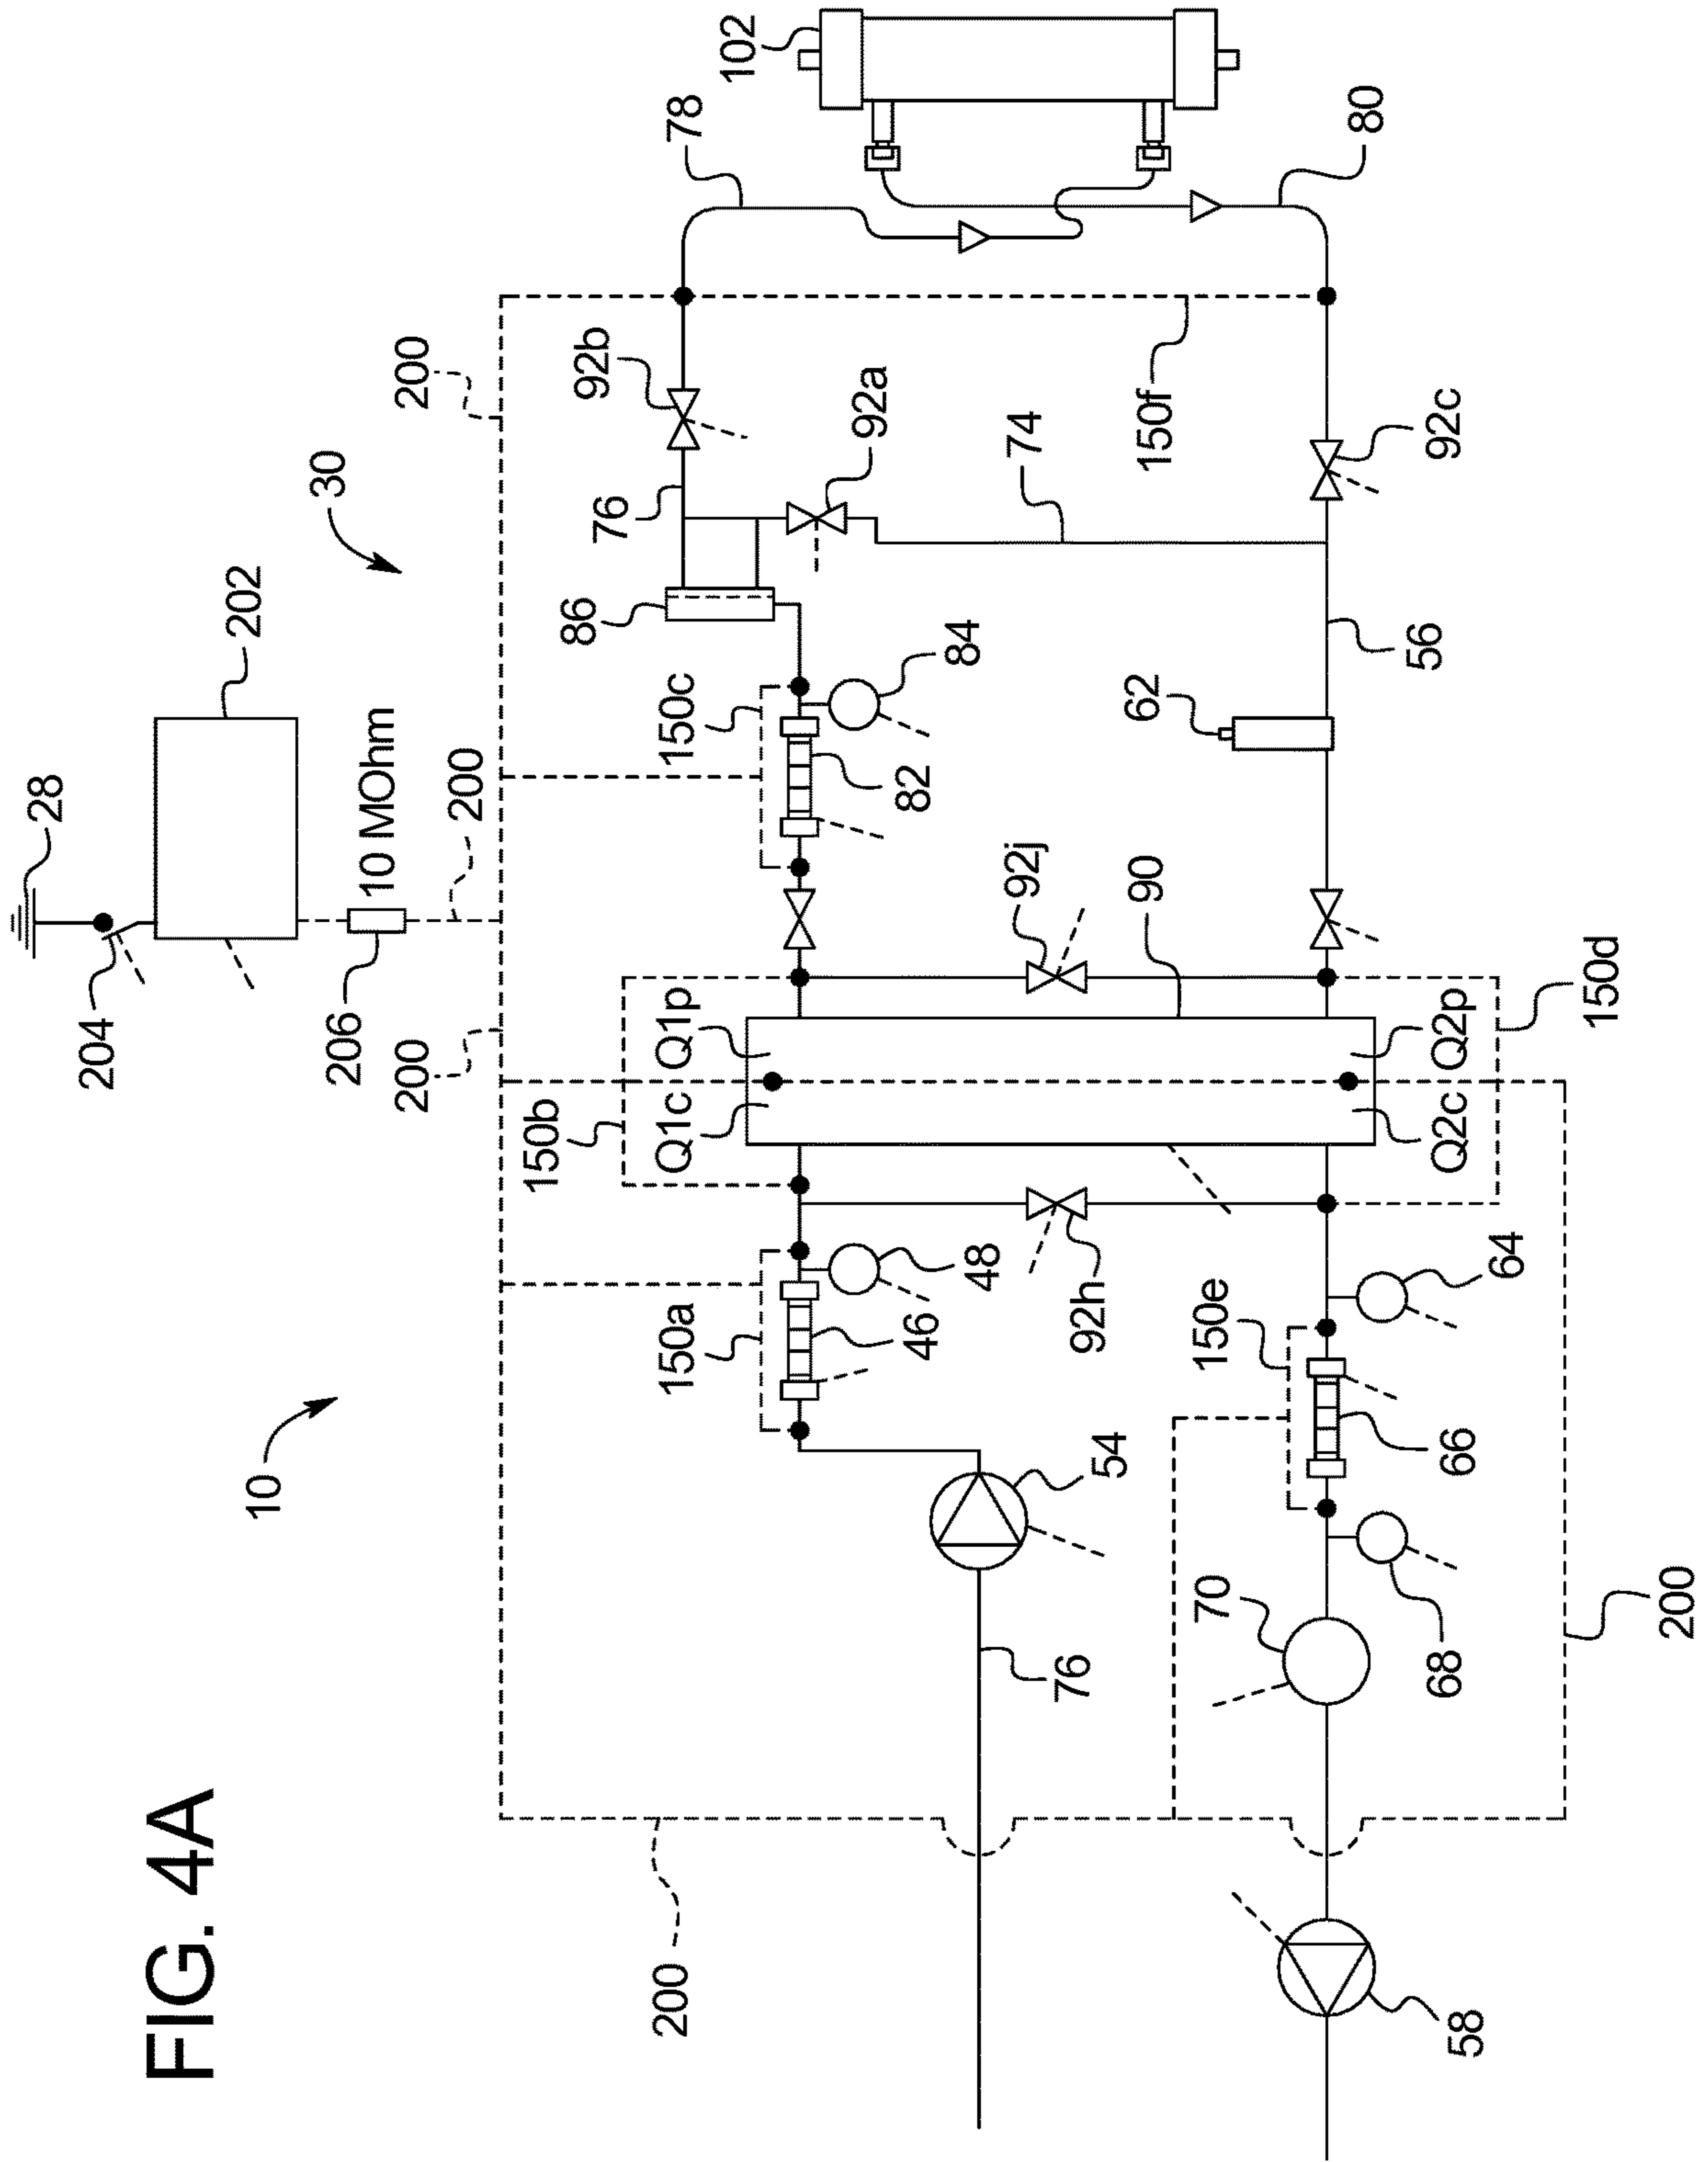 FIG. 4A
10
30
28
204
202
206
10 MOhm
200
200
200
200
200
150b
150a
150c
Q1c
Q1p
86
76
92b
78
102
46
48
82
84
92a
54
76
92h
92j
90
74
62
150f
80
70
150e
58
68
66
64
Q2c
Q2p
56
92c
150d